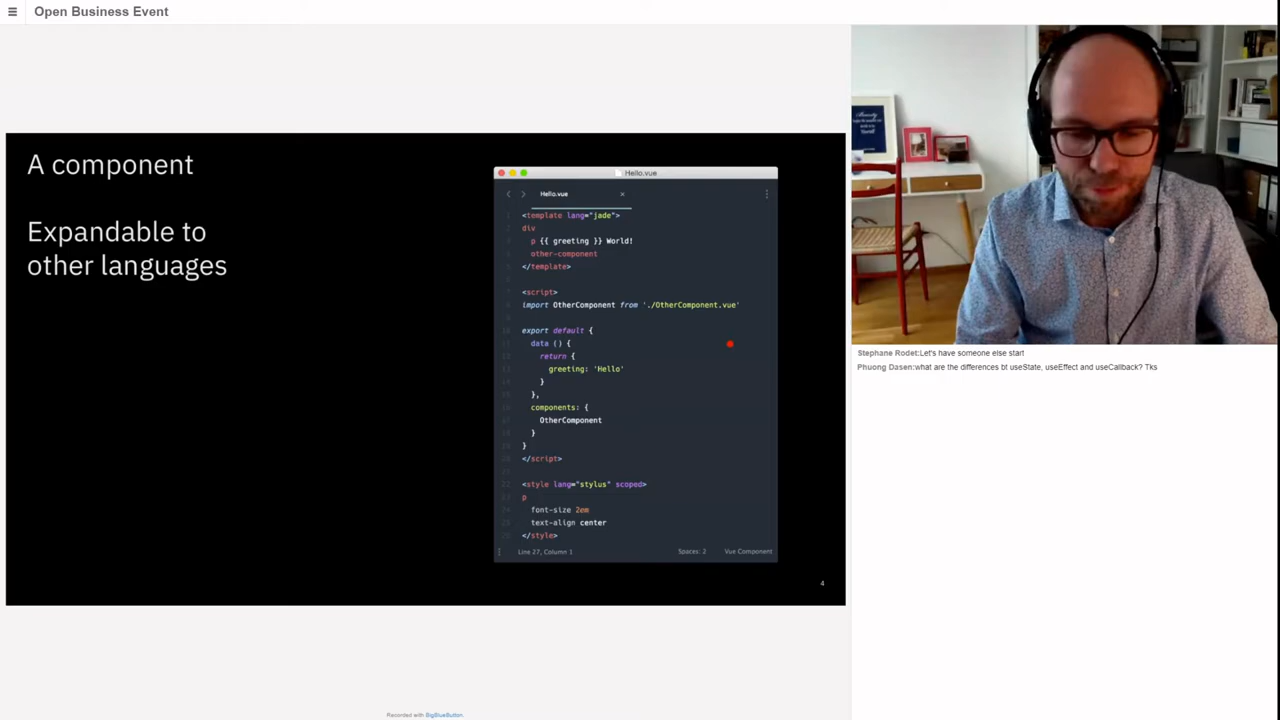 Open Business Event
A component
Expandable to
other languages
Hello.vue
Hello.vue
<template lang="jade">
div
p {{ greeting }} World!
other-component
</template>
<script>
import OtherComponent from './OtherComponent.vue'
export default {
data () {
return {
greeting: 'Hello'
}
},
components: {
OtherComponent
}
}
</script>
<style lang="stylus" scoped>
p
font-size 2em
text-align center
</style>
Line 27, Column 1
Spaces: 2
Vue Component
4
Stephane Rodet:Let's have someone else start
Phuong Dasen:what are the differences bt useState, useEffect and useCallback? Tks
Recorded with BigBlueButton.